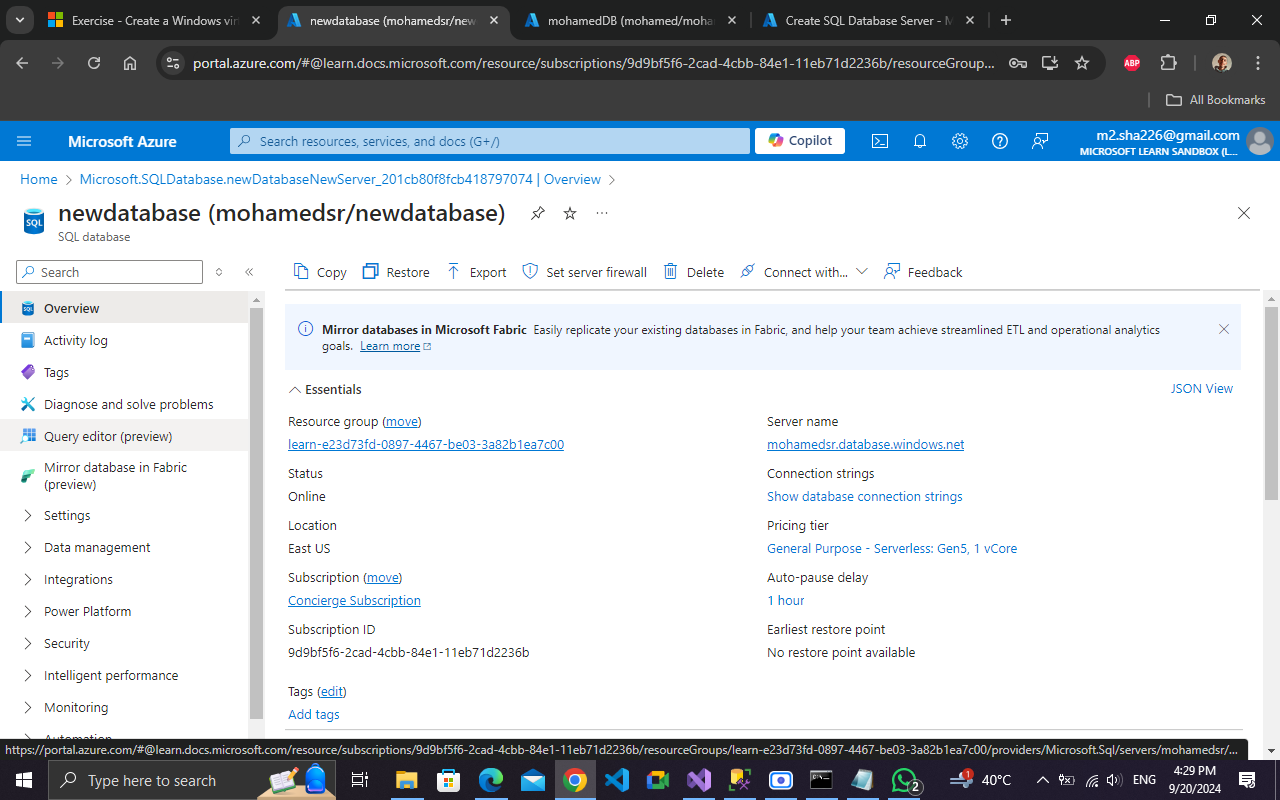 Exercise - Create a Windows vir
newdatabase (mohamedsr/new
mohamedDB (mohamed/moha
Create SQL Database Server - M
portal.azure.com/#@learn.docs.microsoft.com/resource/subscriptions/9d9bf5f6-2cad-4cbb-84e1-11eb71d2236b/resourceGroup...
ABP
All Bookmarks
Microsoft Azure
Search resources, services, and docs (G+/)
Copilot
m2.sha226@gmail.com
MICROSOFT LEARN SANDBOX (L...
Home
Microsoft.SQLDatabase.newDatabaseNewServer_201cb80f8fcb418797074 | Overview
SQL
newdatabase (mohamedsr/newdatabase)
SQL database
Search
Copy
Restore
Export
Set server firewall
Delete
Connect with...
Feedback
Overview
Activity log
Tags
Diagnose and solve problems
Query editor (preview)
Mirror database in Fabric
(preview)
Settings
Data management
Integrations
Power Platform
Security
Intelligent performance
Monitoring
Automation
Mirror databases in Microsoft Fabric Easily replicate your existing databases in Fabric, and help your team achieve streamlined ETL and operational analytics
goals. Learn more
Essentials
JSON View
Resource group (move)
learn-e23d73fd-0897-4467-be03-3a82b1ea7c00
Status
Online
Location
East US
Subscription (move)
Concierge Subscription
Subscription ID
9d9bf5f6-2cad-4cbb-84e1-11eb71d2236b
Server name
mohamedsr.database.windows.net
Connection strings
Show database connection strings
Pricing tier
General Purpose - Serverless: Gen5, 1 vCore
Auto-pause delay
1 hour
Earliest restore point
No restore point available
Tags (edit)
Add tags
https://portal.azure.com/#@learn.docs.microsoft.com/resource/subscriptions/9d9bf5f6-2cad-4cbb-84e1-11eb71d2236b/resourceGroups/learn-e23d73fd-0897-4467-be03-3a82b1ea7c00/providers/Microsoft.Sql/servers/mohamedsr/...
Type here to search
2
1
40°C
ENG
4:29 PM
9/20/2024